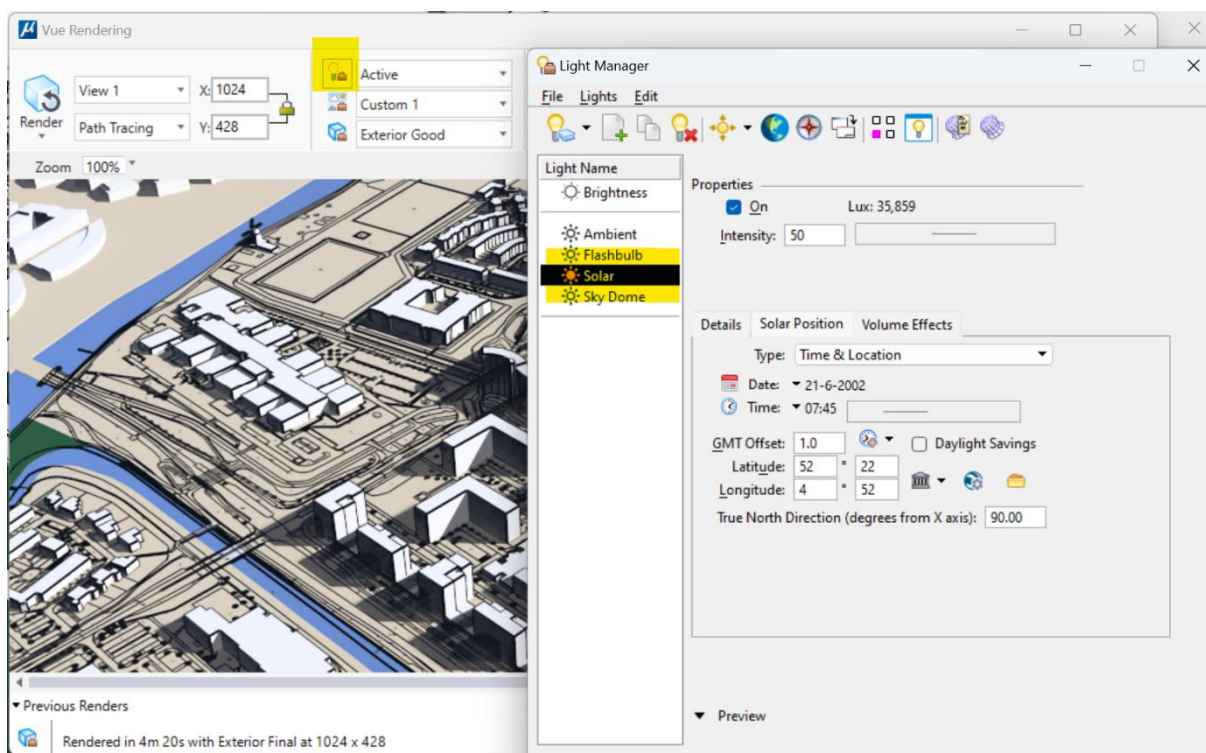 Vue Rendering
Render
View 1
X: 1024
Path Tracing
Y: 428
Active
Custom 1
Exterior Good
Zoom 100%
Previous Renders
Rendered in 4m 20s with Exterior Final at 1024 x 428
Light Manager
File Lights Edit
Light Name
Brightness
Ambient
Flashbulb
Solar
Sky Dome
Properties
On Lux: 35,859
Intensity: 50
Details Solar Position Volume Effects
Type: Time & Location
Date: 21-6-2002
Time: 07:45
GMT Offset: 1.0 Daylight Savings
Latitude: 52 ° 22
Longitude: 4 ° 52
True North Direction (degrees from X axis): 90.00
Preview